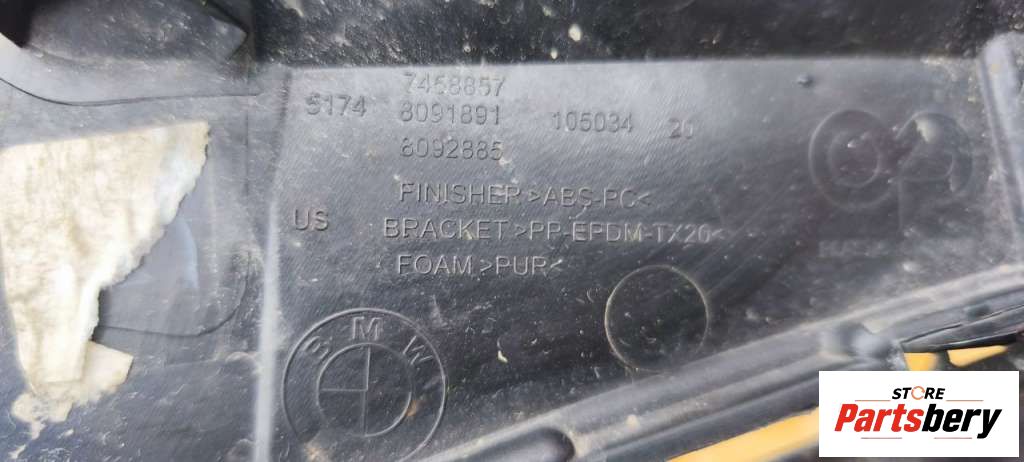 7458857
5174 8091891 105034 20
8092885
FINISHER >ABS-PC<
US BRACKET >PP-EPDM-TX20<
FOAM >PUR<
BMW
STORE
Partsbery